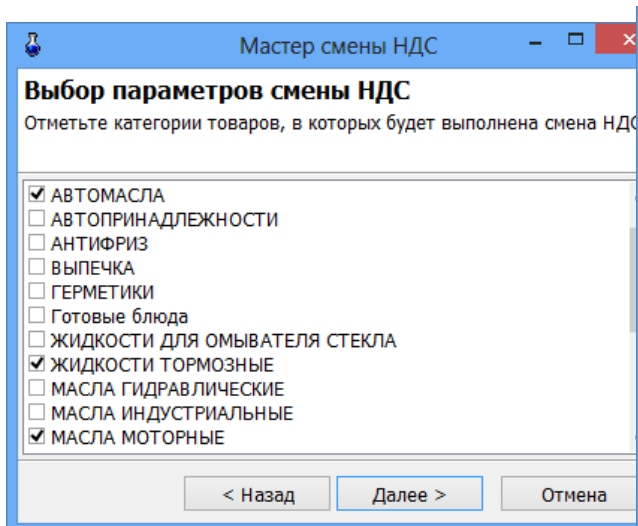 Мастер смены НДС
Выбор параметров смены НДС
Отметьте категории товаров, в которых будет выполнена смена НДС
АВТОМАСЛА
АВТОПРИНАДЛЕЖНОСТИ
АНТИФРИЗ
ВЫПЕЧКА
ГЕРМЕТИКИ
Готовые блюда
ЖИДКОСТИ ДЛЯ ОМЫВАТЕЛЯ СТЕКЛА
ЖИДКОСТИ ТОРМОЗНЫЕ
МАСЛА ГИДРАВЛИЧЕСКИЕ
МАСЛА ИНДУСТРИАЛЬНЫЕ
МАСЛА МОТОРНЫЕ
< Назад
Далее >
Отмена